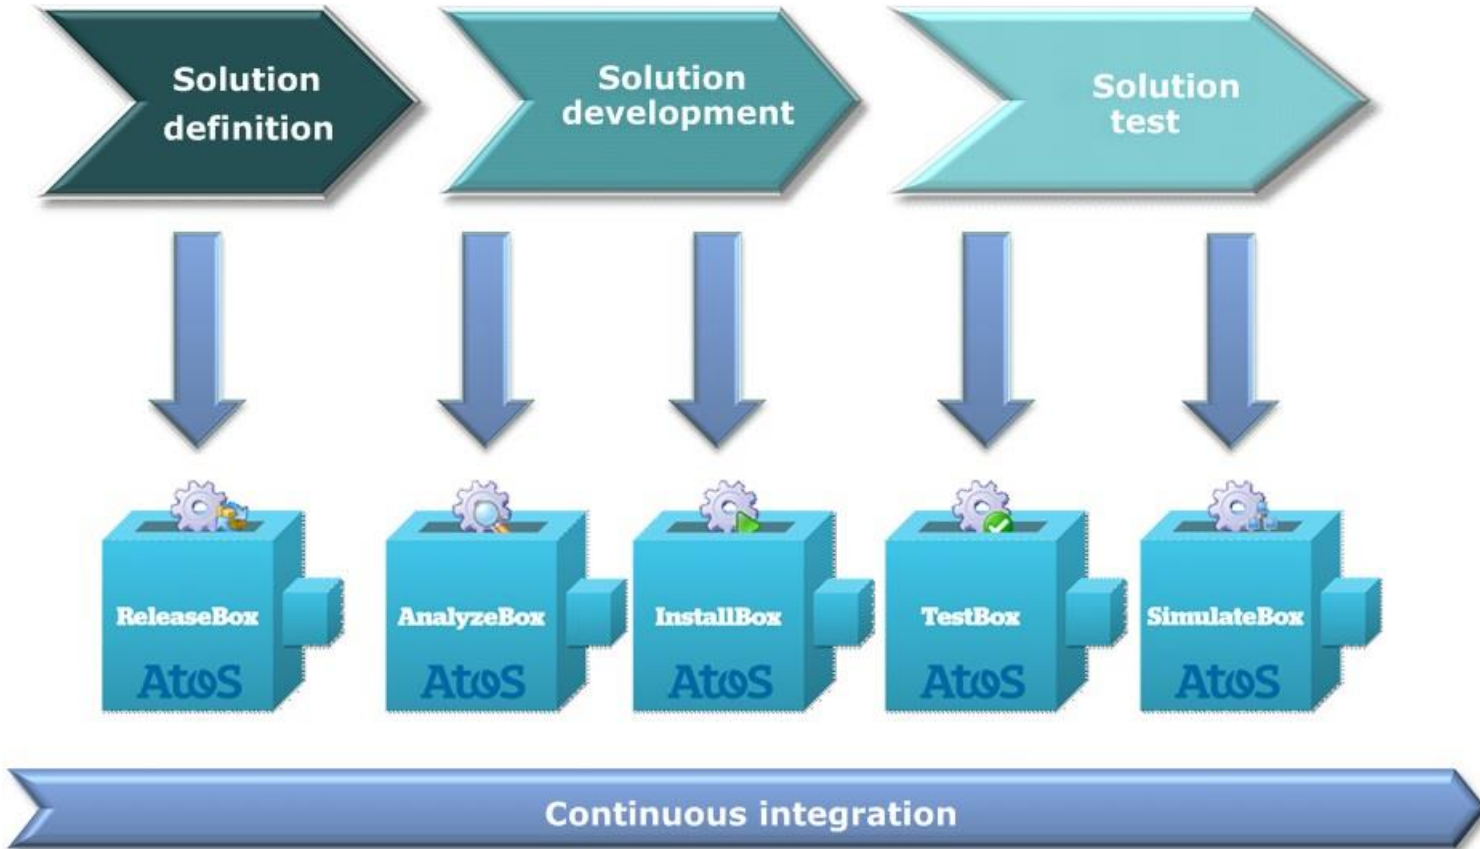 Solution
definition
Solution
development
Solution
test
ReleaseBox
AnalyzeBox
InstallBox
TestBox
SimulateBox
Atos
Atos
Atos
Atos
Atos
Continuous integration